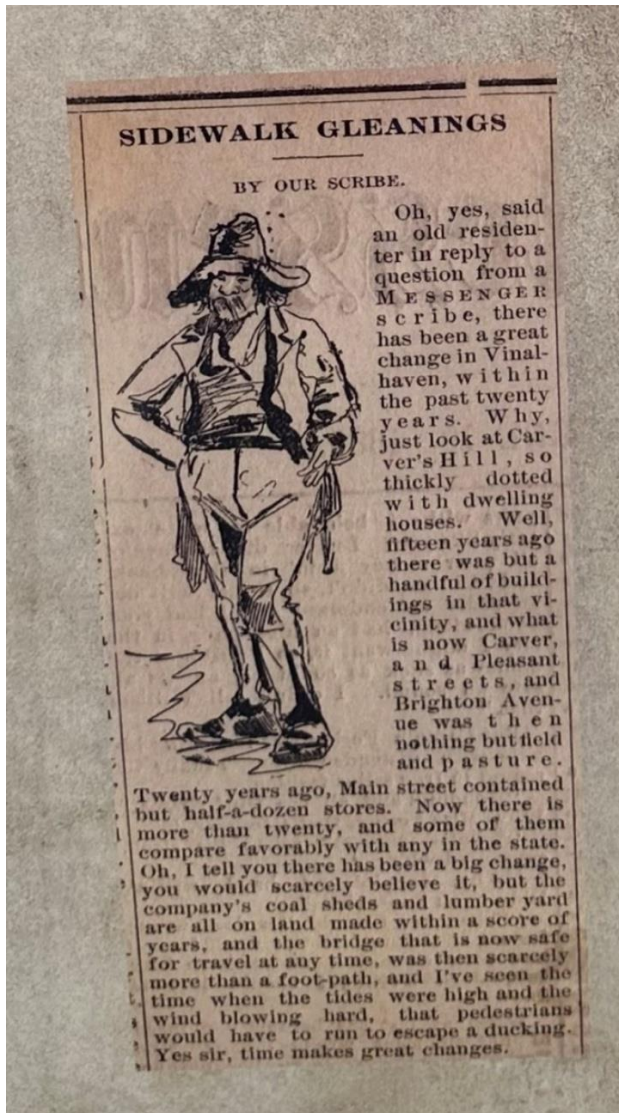 SIDEWALK GLEANINGS
BY OUR SCRIBE.
Oh, yes, said
an old residen-
ter in reply to a
question from a
MESSENGER
scribe, there
has been a great
change in Vinal-
haven, within
the past twenty
years. Why,
just look at Car-
ver's Hill, so
thickly dotted
with dwelling
houses. Well,
fifteen years ago
there was but a
handful of build-
ings in that vi-
cinity, and what
is now Carver,
and Pleasant
streets, and
Brighton Aven-
ue was then
nothing but field
and pasture.
Twenty years ago, Main street contained
but half-a-dozen stores. Now there is
more than twenty, and some of them
compare favorably with any in the state.
Oh, I tell you there has been a big change,
you would scarcely believe it, but the
company's coal sheds and lumber yard
are all on land made within a score of
years, and the bridge that is now safe
for travel at any time, was then scarcely
more than a foot-path, and I've seen the
time when the tides were high and the
wind blowing hard, that pedestrians
would have to run to escape a ducking.
Yes sir, time makes great changes.